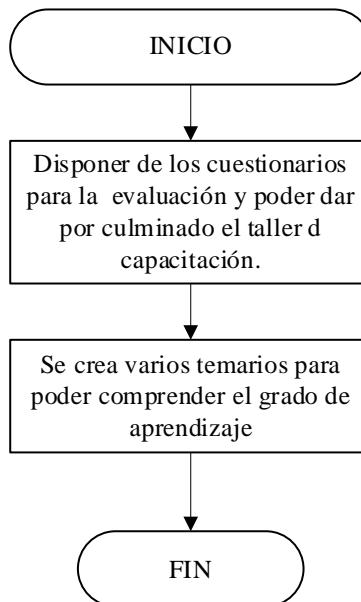 INICIO
Disponer de los cuestionarios
para la evaluación y poder dar
por culminado el taller d
capacitación.
Se crea varios temarios para
poder comprender el grado de
aprendizaje
FIN